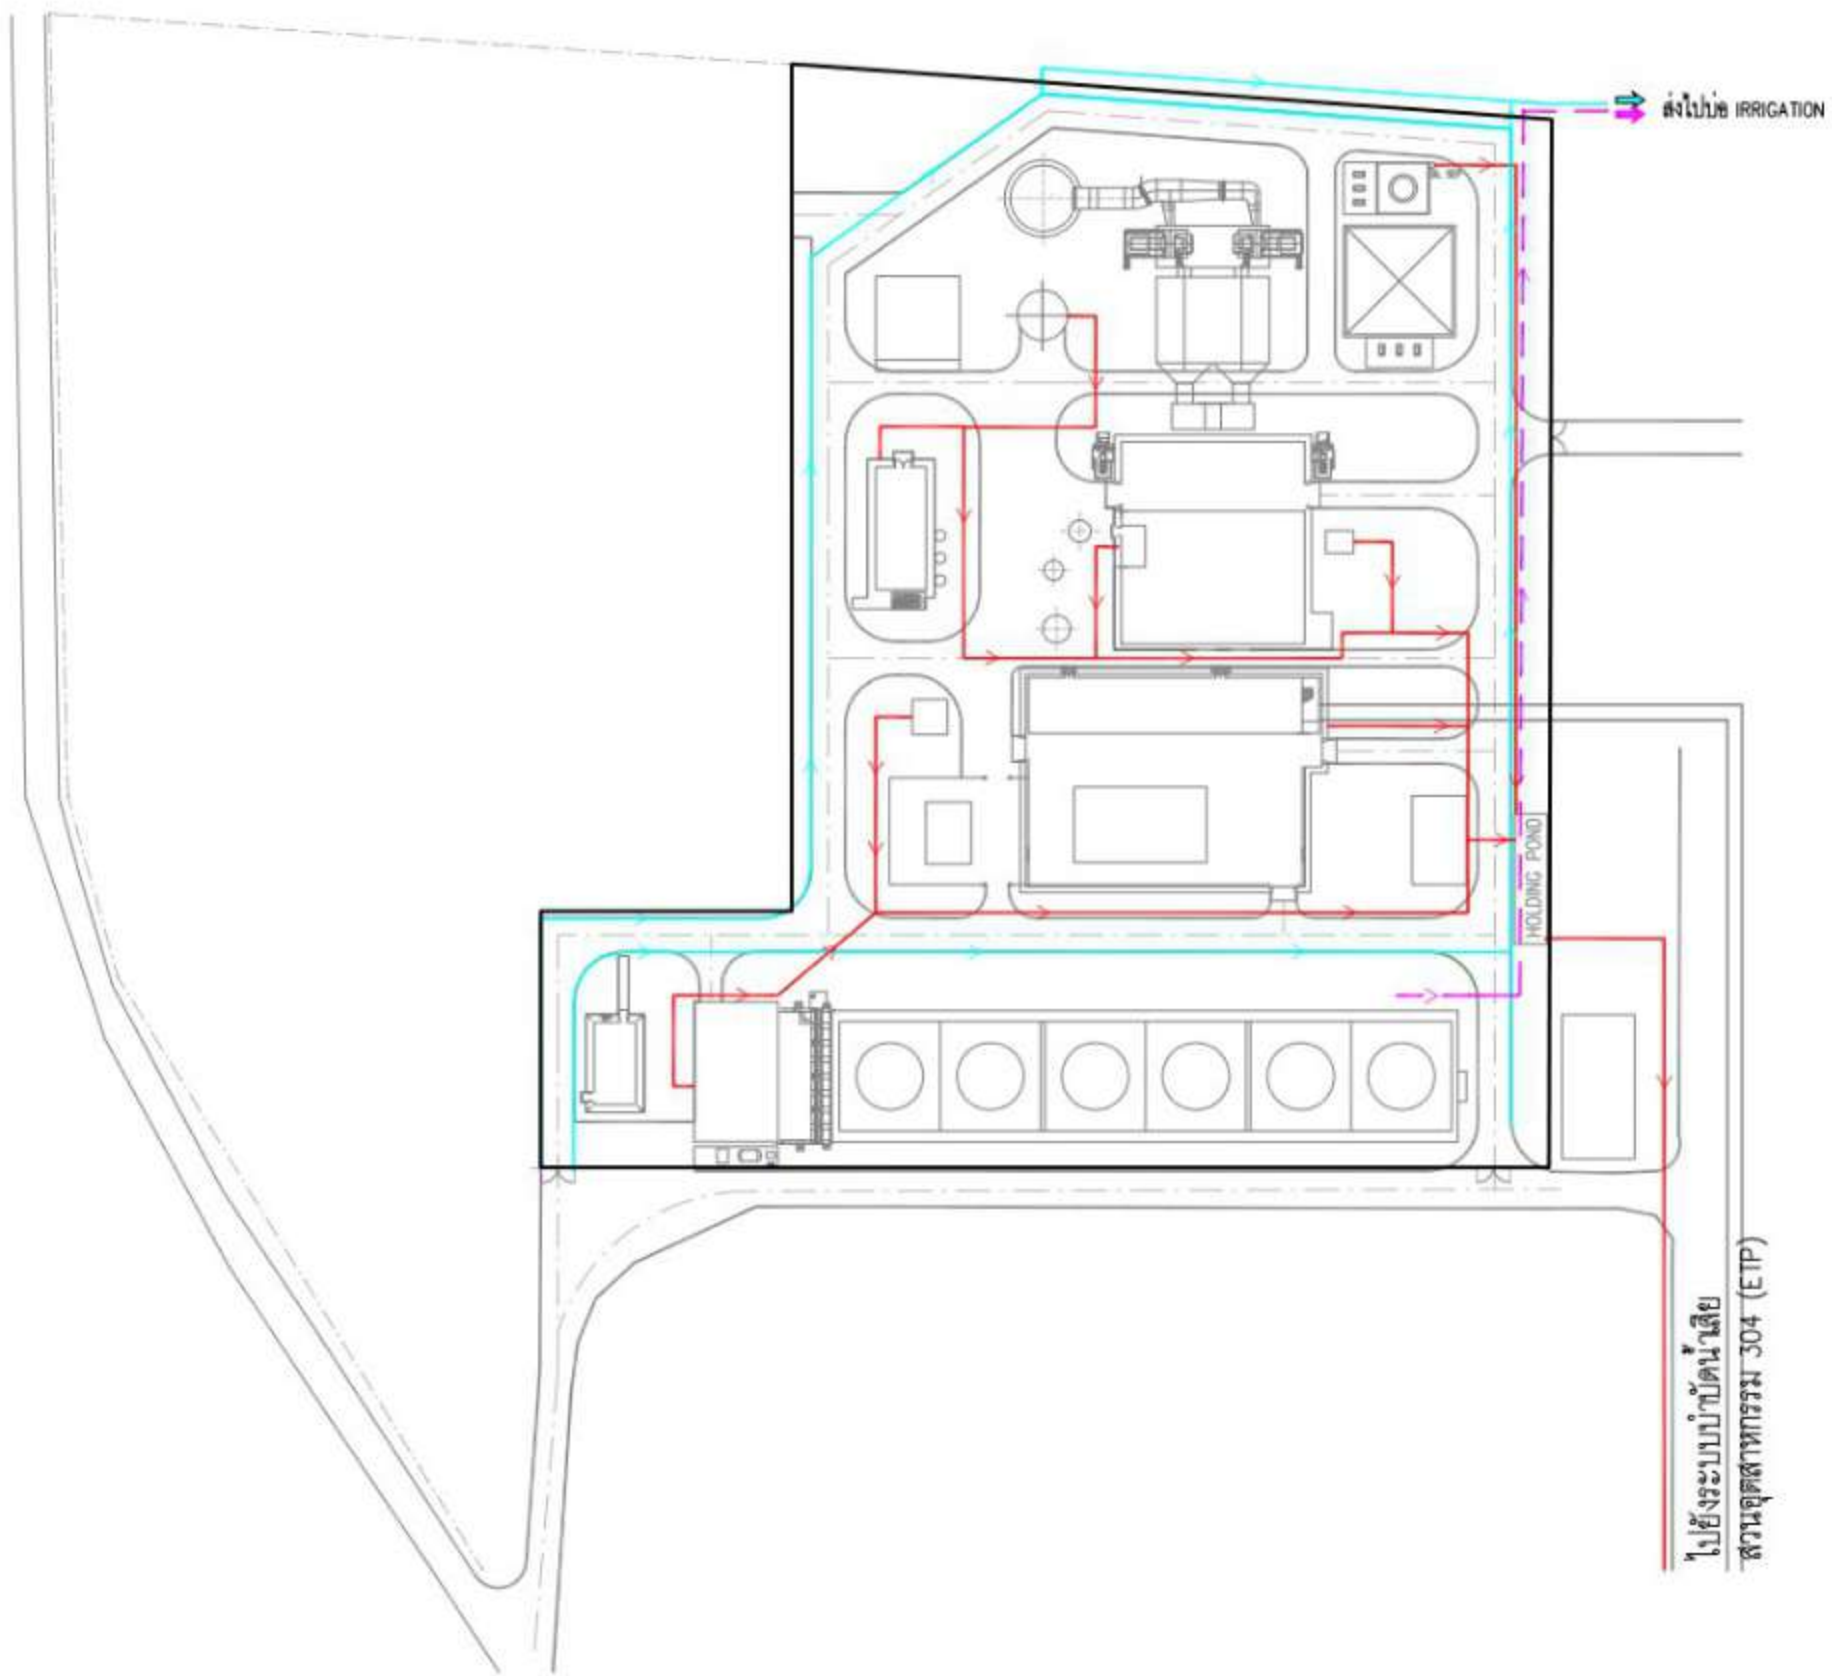 ส่งไปบ่อ IRRIGATION
HOLDING POND
ไปยังระบบบำบัดน้ำเสีย
สวนอุตสาหกรรม 304 (ETP)